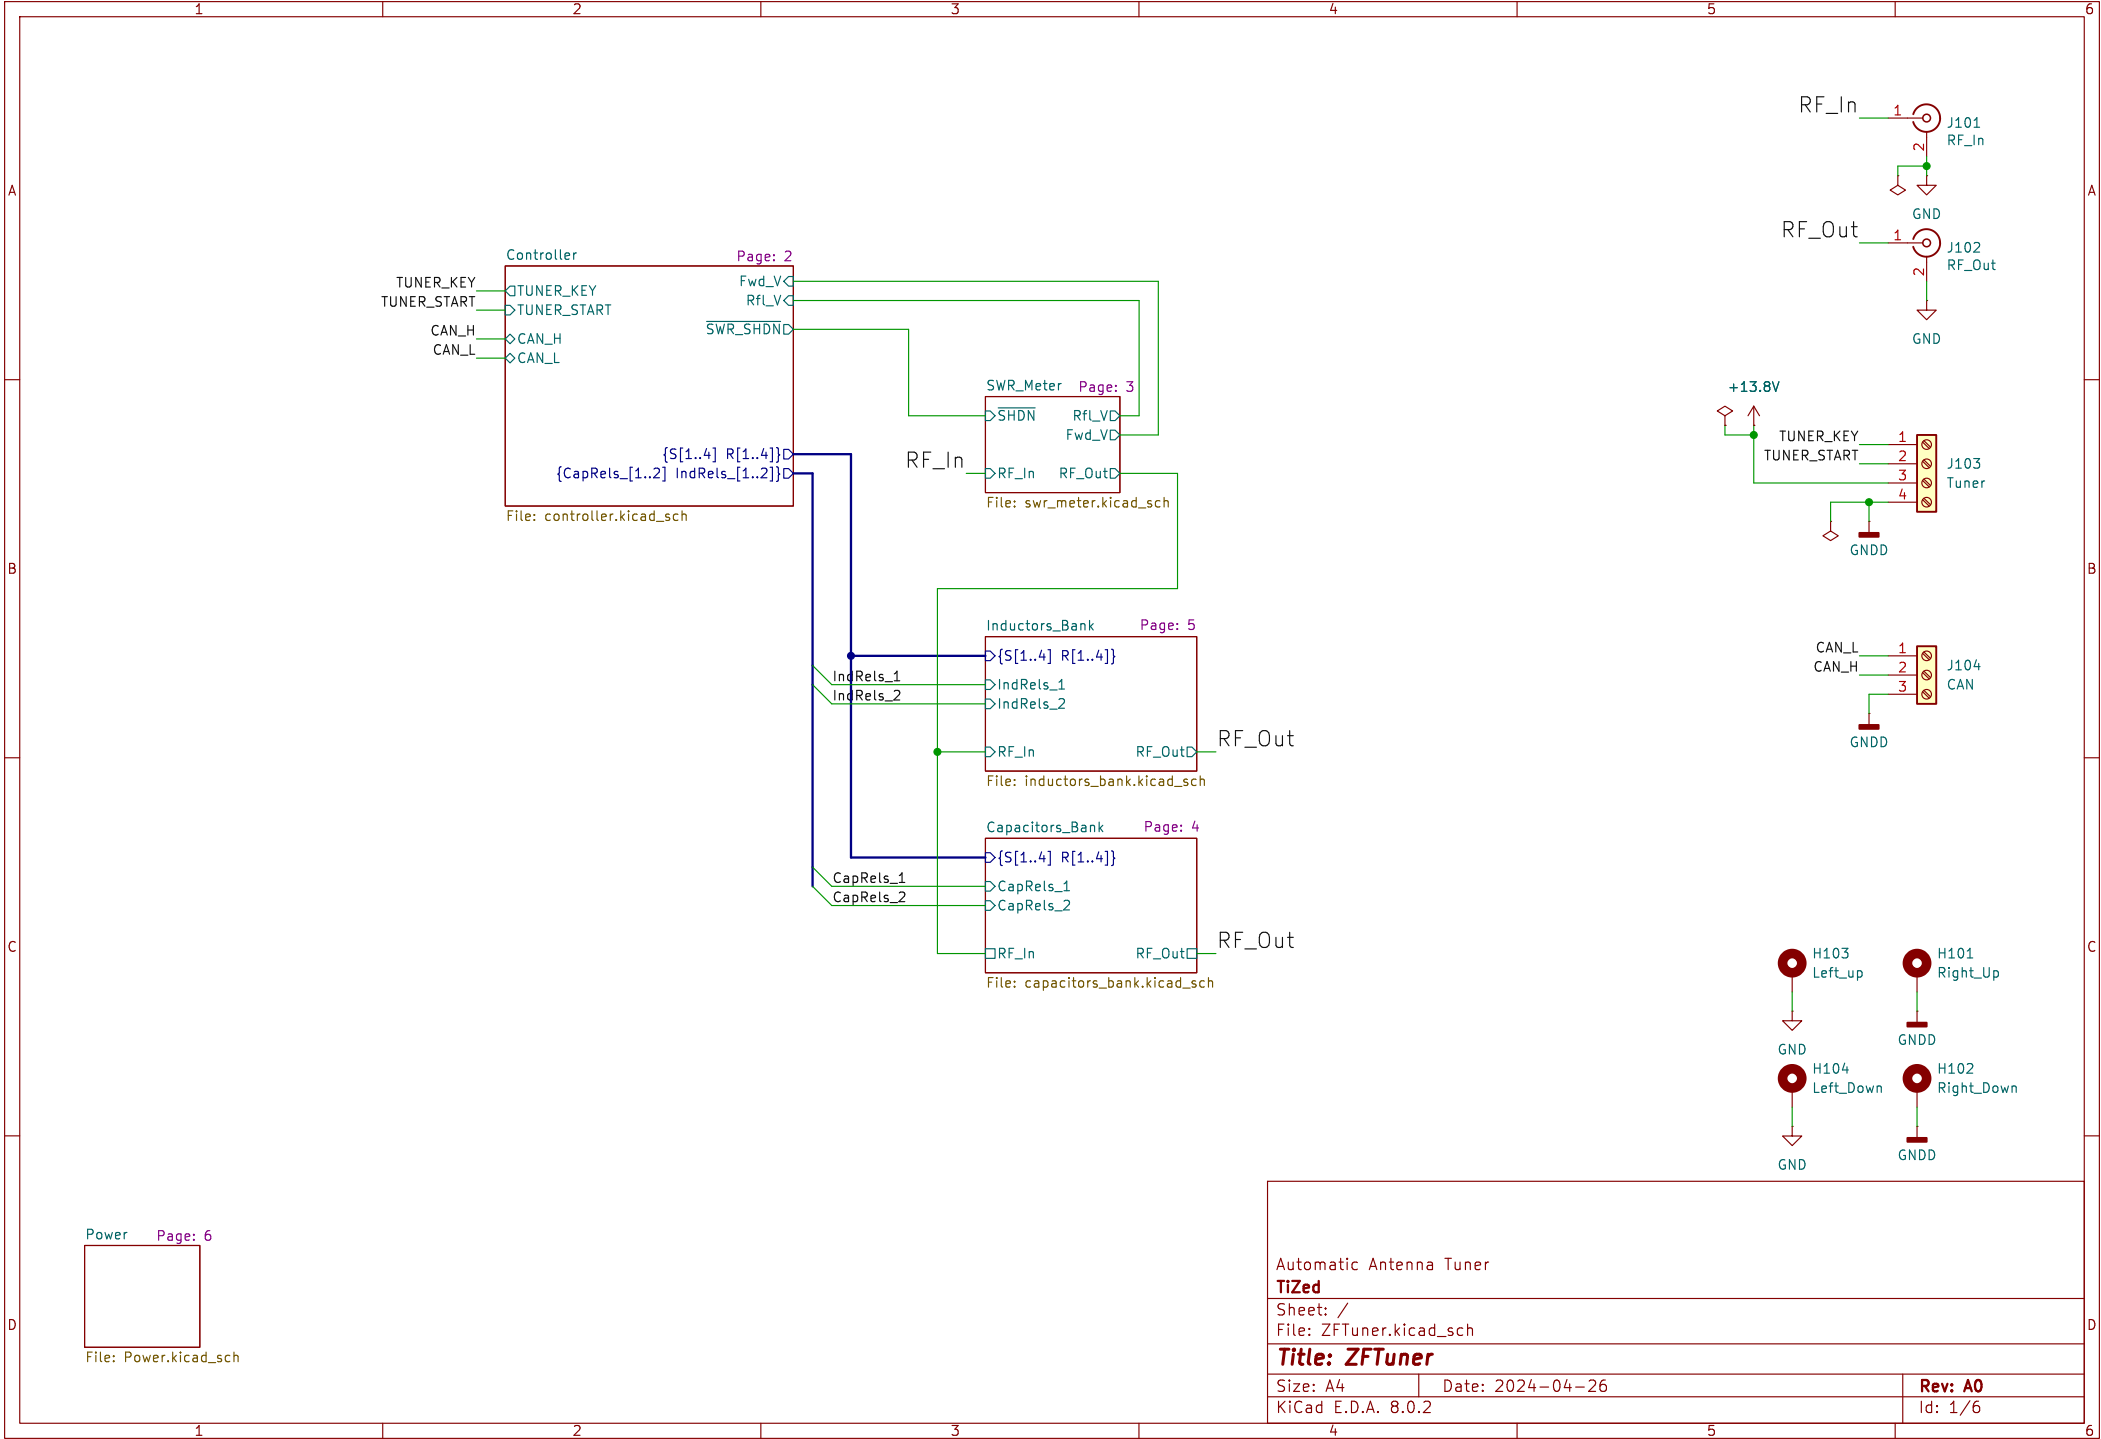 1 2 3 4 5 6
A
B
C
D
Controller Page: 2
TUNER_KEY
TUNER_START
CAN_H
CAN_L
TUNER_KEY
TUNER_START
CAN_H
CAN_L
Fwd_V
Rfl_V
SWR_SHDN
{S[1..4] R[1..4]}
{CapRels_[1..2] IndRels_[1..2]}
File: controller.kicad_sch
SWR_Meter Page: 3
SHDN Rfl_V
Fwd_V
RF_In
RF_In RF_Out
File: swr_meter.kicad_sch
Inductors_Bank Page: 5
{S[1..4] R[1..4]}
IndRels_1
IndRels_1
IndRels_2
IndRels_2
RF_In RF_Out
RF_Out
File: inductors_bank.kicad_sch
Capacitors_Bank Page: 4
{S[1..4] R[1..4]}
CapRels_1
CapRels_1
CapRels_2
CapRels_2
RF_In RF_Out
RF_Out
File: capacitors_bank.kicad_sch
RF_In
1
2
J101
RF_In
GND
RF_Out
1
2
J102
RF_Out
GND
+13.8V
TUNER_KEY 1
TUNER_START 2
3
4
J103
Tuner
GNDD
CAN_L 1
CAN_H 2
3
J104
CAN
GNDD
H103
Left_up
GND
H101
Right_Up
GNDD
H104
Left_Down
GND
H102
Right_Down
GNDD
Power Page: 6
File: Power.kicad_sch
Automatic Antenna Tuner
TiZed
Sheet: /
File: ZFTuner.kicad_sch
Title: ZFTuner
Size: A4 Date: 2024-04-26 Rev: A0
KiCad E.D.A. 8.0.2 Id: 1/6
A
B
C
D
1 2 3 4 5 6